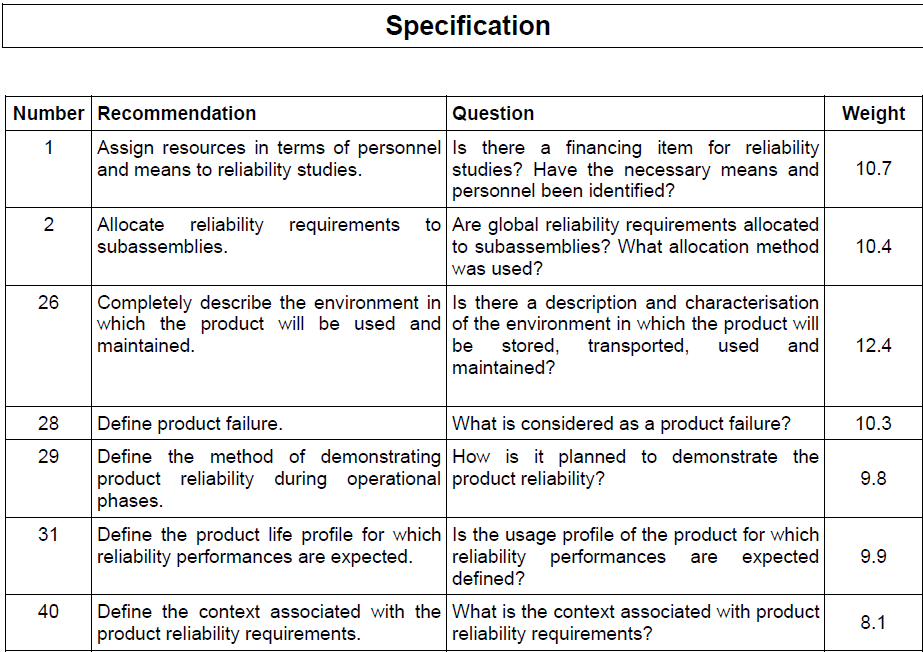 Specification
Number Recommendation Question Weight
1 Assign resources in terms of personnel and means to reliability studies. Is there a financing item for reliability studies? Have the necessary means and personnel been identified? 10.7
2 Allocate reliability requirements to subassemblies. Are global reliability requirements allocated to subassemblies? What allocation method was used? 10.4
26 Completely describe the environment in which the product will be used and maintained. Is there a description and characterisation of the environment in which the product will be stored, transported, used and maintained? 12.4
28 Define product failure. What is considered as a product failure? 10.3
29 Define the method of demonstrating product reliability during operational phases. How is it planned to demonstrate the product reliability? 9.8
31 Define the product life profile for which reliability performances are expected. Is the usage profile of the product for which reliability performances are expected defined? 9.9
40 Define the context associated with the product reliability requirements. What is the context associated with product reliability requirements? 8.1